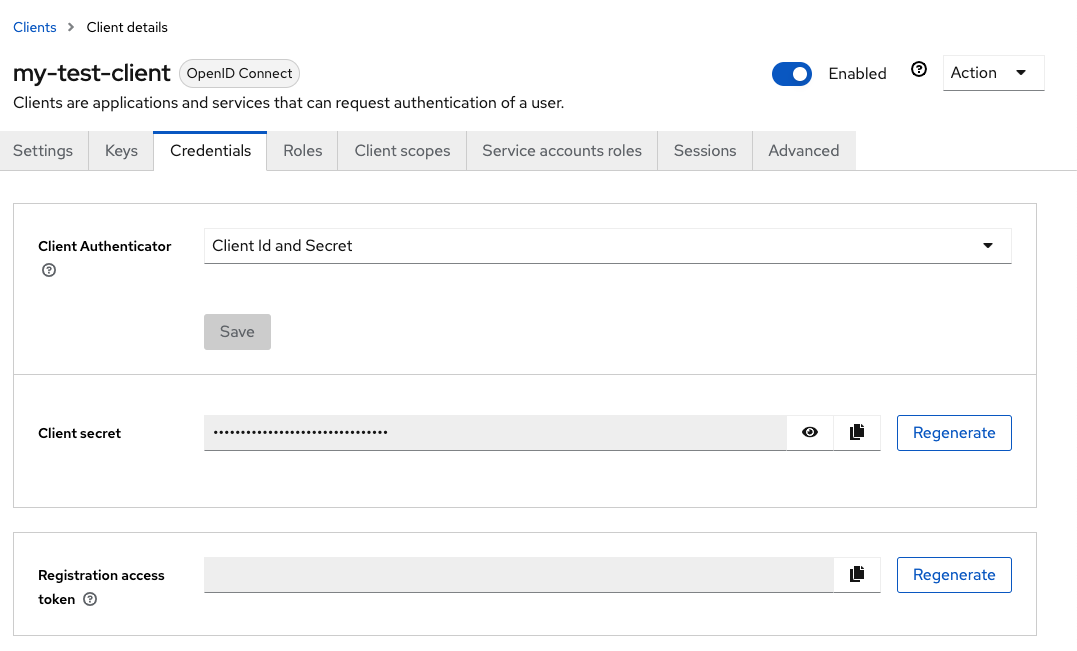 Clients > Client details
my-test-client OpenID Connect Enabled Action
Clients are applications and services that can request authentication of a user.
Settings Keys Credentials Roles Client scopes Service accounts roles Sessions Advanced
Client Authenticator Client Id and Secret
Save
Client secret •••••••••••••••••••••••••••••••• Regenerate
Registration access Regenerate
token